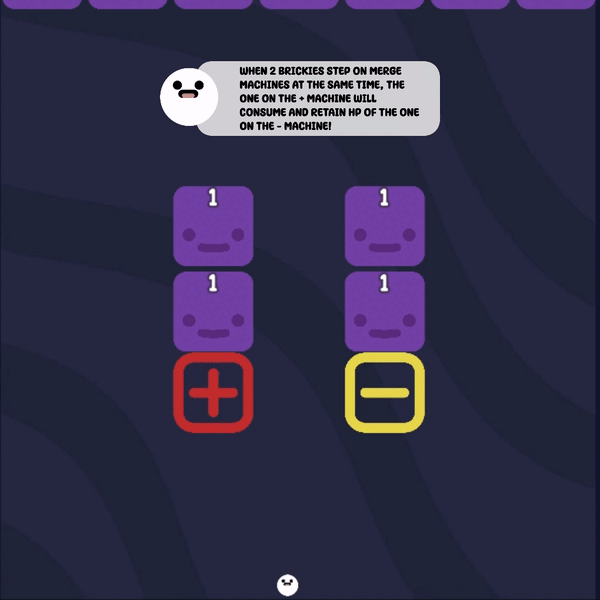 WHEN 2 BRICKIES STEP ON MERGE
MACHINES AT THE SAME TIME, THE
ONE ON THE + MACHINE WILL
CONSUME AND RETAIN HP OF THE ONE
ON THE - MACHINE!
1 1
1 1